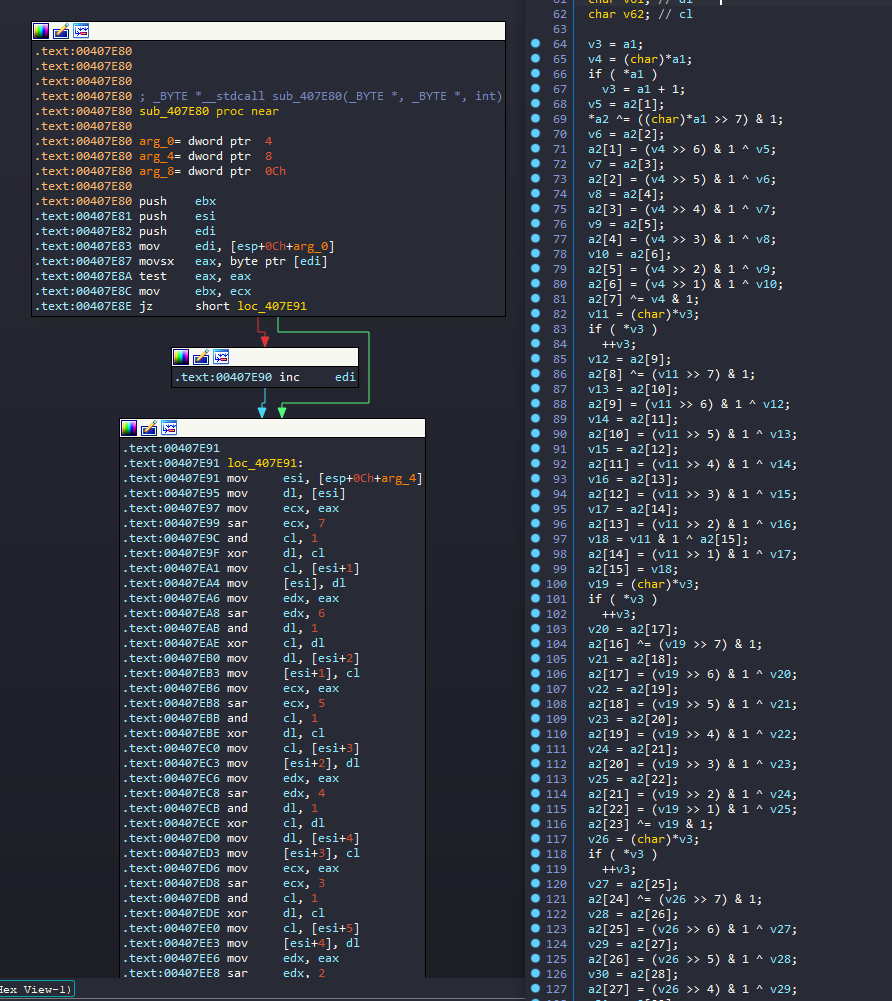 .text:00407E80
.text:00407E80
.text:00407E80
.text:00407E80 ; _BYTE *__stdcall sub_407E80(_BYTE *, _BYTE *, int)
.text:00407E80 sub_407E80 proc near
.text:00407E80
.text:00407E80 arg_0= dword ptr  4
.text:00407E80 arg_4= dword ptr  8
.text:00407E80 arg_8= dword ptr  0Ch
.text:00407E80
.text:00407E80 push    ebx
.text:00407E81 push    esi
.text:00407E82 push    edi
.text:00407E83 mov     edi, [esp+0Ch+arg_0]
.text:00407E87 movsx   eax, byte ptr [edi]
.text:00407E8A test    eax, eax
.text:00407E8C mov     ebx, ecx
.text:00407E8E jz      short loc_407E91
.text:00407E90 inc     edi
.text:00407E91
.text:00407E91 loc_407E91:
.text:00407E91 mov     esi, [esp+0Ch+arg_4]
.text:00407E95 mov     dl, [esi]
.text:00407E97 mov     ecx, eax
.text:00407E99 sar     ecx, 7
.text:00407E9C and     cl, 1
.text:00407E9F xor     dl, cl
.text:00407EA1 mov     cl, [esi+1]
.text:00407EA4 mov     [esi], dl
.text:00407EA6 mov     edx, eax
.text:00407EA8 sar     edx, 6
.text:00407EAB and     dl, 1
.text:00407EAE xor     cl, dl
.text:00407EB0 mov     dl, [esi+2]
.text:00407EB3 mov     [esi+1], cl
.text:00407EB6 mov     ecx, eax
.text:00407EB8 sar     ecx, 5
.text:00407EBB and     cl, 1
.text:00407EBE xor     dl, cl
.text:00407EC0 mov     cl, [esi+3]
.text:00407EC3 mov     [esi+2], dl
.text:00407EC6 mov     edx, eax
.text:00407EC8 sar     edx, 4
.text:00407ECB and     dl, 1
.text:00407ECE xor     cl, dl
.text:00407ED0 mov     dl, [esi+4]
.text:00407ED3 mov     [esi+3], cl
.text:00407ED6 mov     ecx, eax
.text:00407ED8 sar     ecx, 3
.text:00407EDB and     cl, 1
.text:00407EDE xor     dl, cl
.text:00407EE0 mov     cl, [esi+5]
.text:00407EE3 mov     [esi+4], dl
.text:00407EE6 mov     edx, eax
.text:00407EE8 sar     edx, 2
Hex View-1)
62 char v62; // cl
63
64 v3 = a1;
65 v4 = (char)*a1;
66 if ( *a1 )
67   v3 = a1 + 1;
68 v5 = a2[1];
69 *a2 ^= ((char)*a1 >> 7) & 1;
70 v6 = a2[2];
71 a2[1] = (v4 >> 6) & 1 ^ v5;
72 v7 = a2[3];
73 a2[2] = (v4 >> 5) & 1 ^ v6;
74 v8 = a2[4];
75 a2[3] = (v4 >> 4) & 1 ^ v7;
76 v9 = a2[5];
77 a2[4] = (v4 >> 3) & 1 ^ v8;
78 v10 = a2[6];
79 a2[5] = (v4 >> 2) & 1 ^ v9;
80 a2[6] = (v4 >> 1) & 1 ^ v10;
81 a2[7] ^= v4 & 1;
82 v11 = (char)*v3;
83 if ( *v3 )
84   ++v3;
85 v12 = a2[9];
86 a2[8] ^= (v11 >> 7) & 1;
87 v13 = a2[10];
88 a2[9] = (v11 >> 6) & 1 ^ v12;
89 v14 = a2[11];
90 a2[10] = (v11 >> 5) & 1 ^ v13;
91 v15 = a2[12];
92 a2[11] = (v11 >> 4) & 1 ^ v14;
93 v16 = a2[13];
94 a2[12] = (v11 >> 3) & 1 ^ v15;
95 v17 = a2[14];
96 a2[13] = (v11 >> 2) & 1 ^ v16;
97 v18 = v11 & 1 ^ a2[15];
98 a2[14] = (v11 >> 1) & 1 ^ v17;
99 a2[15] = v18;
100 v19 = (char)*v3;
101 if ( *v3 )
102   ++v3;
103 v20 = a2[17];
104 a2[16] ^= (v19 >> 7) & 1;
105 v21 = a2[18];
106 a2[17] = (v19 >> 6) & 1 ^ v20;
107 v22 = a2[19];
108 a2[18] = (v19 >> 5) & 1 ^ v21;
109 v23 = a2[20];
110 a2[19] = (v19 >> 4) & 1 ^ v22;
111 v24 = a2[21];
112 a2[20] = (v19 >> 3) & 1 ^ v23;
113 v25 = a2[22];
114 a2[21] = (v19 >> 2) & 1 ^ v24;
115 a2[22] = (v19 >> 1) & 1 ^ v25;
116 a2[23] ^= v19 & 1;
117 v26 = (char)*v3;
118 if ( *v3 )
119   ++v3;
120 v27 = a2[25];
121 a2[24] ^= (v26 >> 7) & 1;
122 v28 = a2[26];
123 a2[25] = (v26 >> 6) & 1 ^ v27;
124 v29 = a2[27];
125 a2[26] = (v26 >> 5) & 1 ^ v28;
126 v30 = a2[28];
127 a2[27] = (v26 >> 4) & 1 ^ v29;